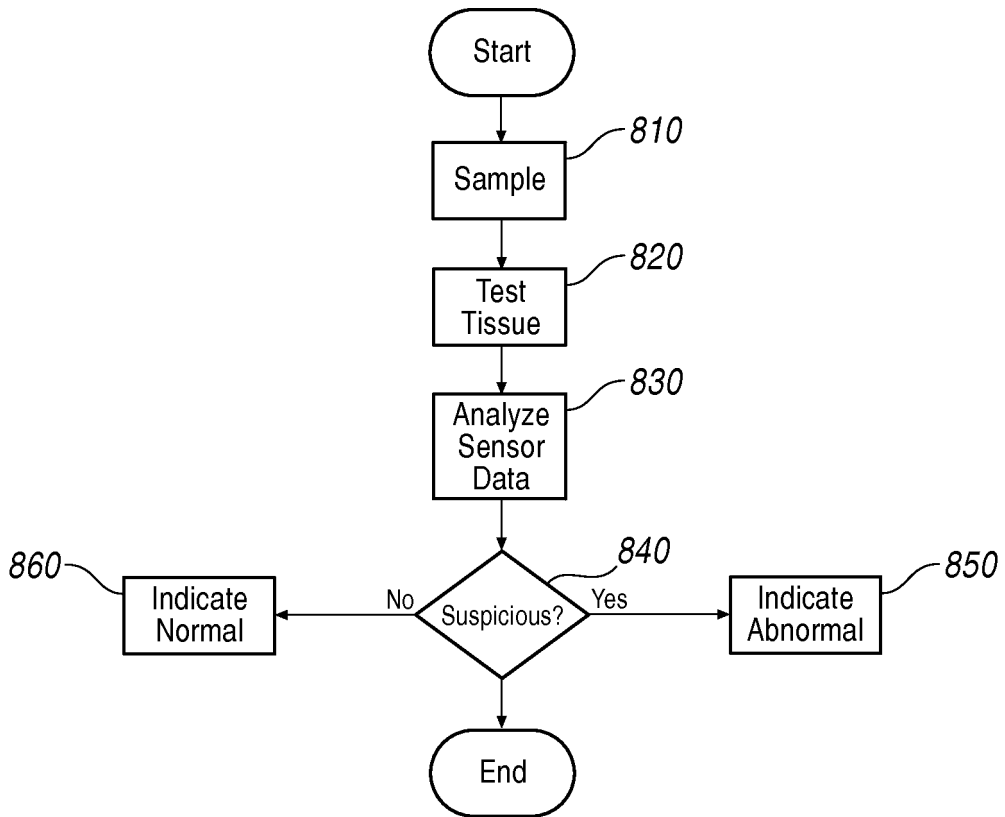 Start
810
Sample
820
Test
Tissue
830
Analyze
Sensor
Data
840
Suspicious?
No
Yes
860
Indicate
Normal
850
Indicate
Abnormal
End